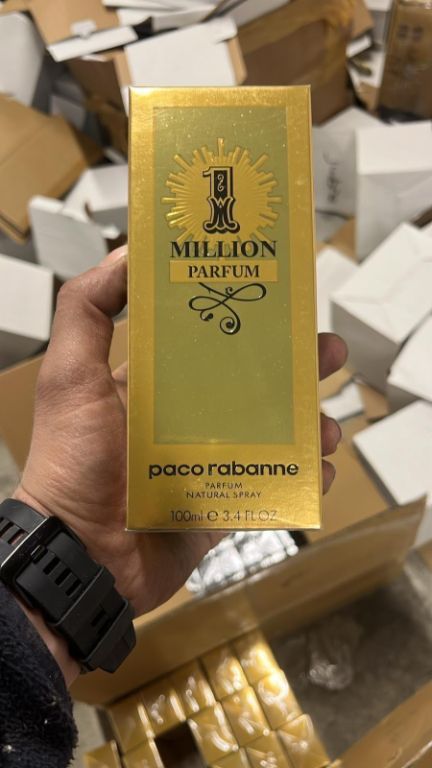 1
MILLION
PARFUM
paco rabanne
PARFUM
NATURAL SPRAY
100ml e 3.4 FL OZ